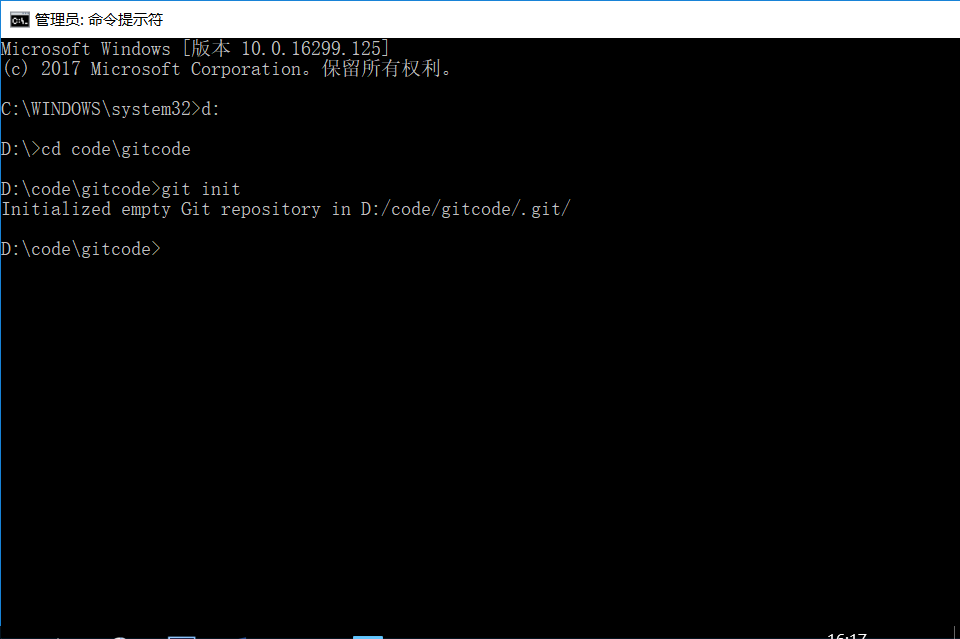 管理员: 命令提示符
Microsoft Windows [版本 10.0.16299.125]
(c) 2017 Microsoft Corporation。保留所有权利。
C:\WINDOWS\system32>d:
D:\>cd code\gitcode
D:\code\gitcode>git init
Initialized empty Git repository in D:/code/gitcode/.git/
D:\code\gitcode>
16:17